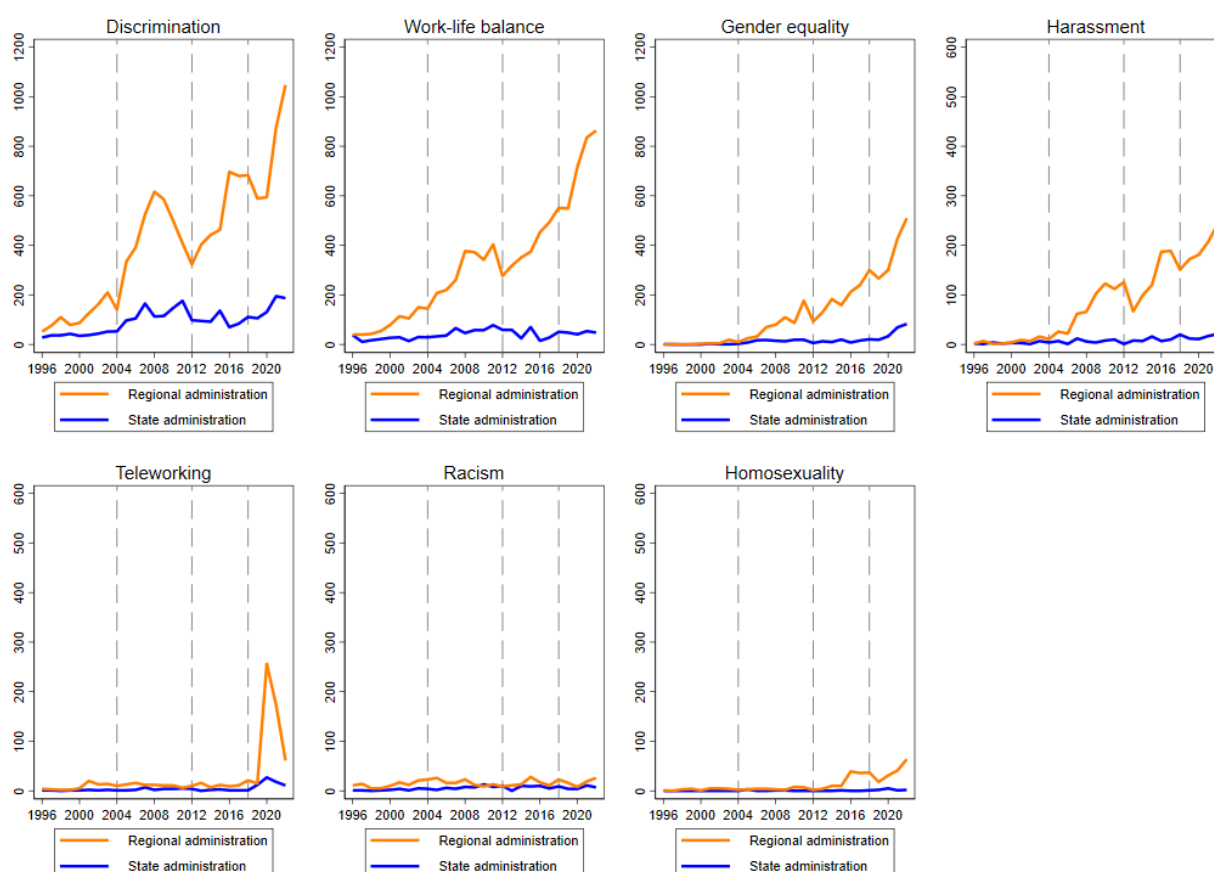 Discrimination Work-life balance Gender equality Harassment
1200 1200 1200 600
1000 1000 1000 500
800 800 800 400
600 600 600 300
400 400 400 200
200 200 200 100
0 0 0 0
1996 2000 2004 2008 2012 2016 2020 1996 2000 2004 2008 2012 2016 2020 1996 2000 2004 2008 2012 2016 2020 1996 2000 2004 2008 2012 2016 2020
Regional administration Regional administration Regional administration Regional administration
State administration State administration State administration State administration
Teleworking Racism Homosexuality
600 600 600
500 500 500
400 400 400
300 300 300
200 200 200
100 100 100
0 0 0
1996 2000 2004 2008 2012 2016 2020 1996 2000 2004 2008 2012 2016 2020 1996 2000 2004 2008 2012 2016 2020
Regional administration Regional administration Regional administration
State administration State administration State administration